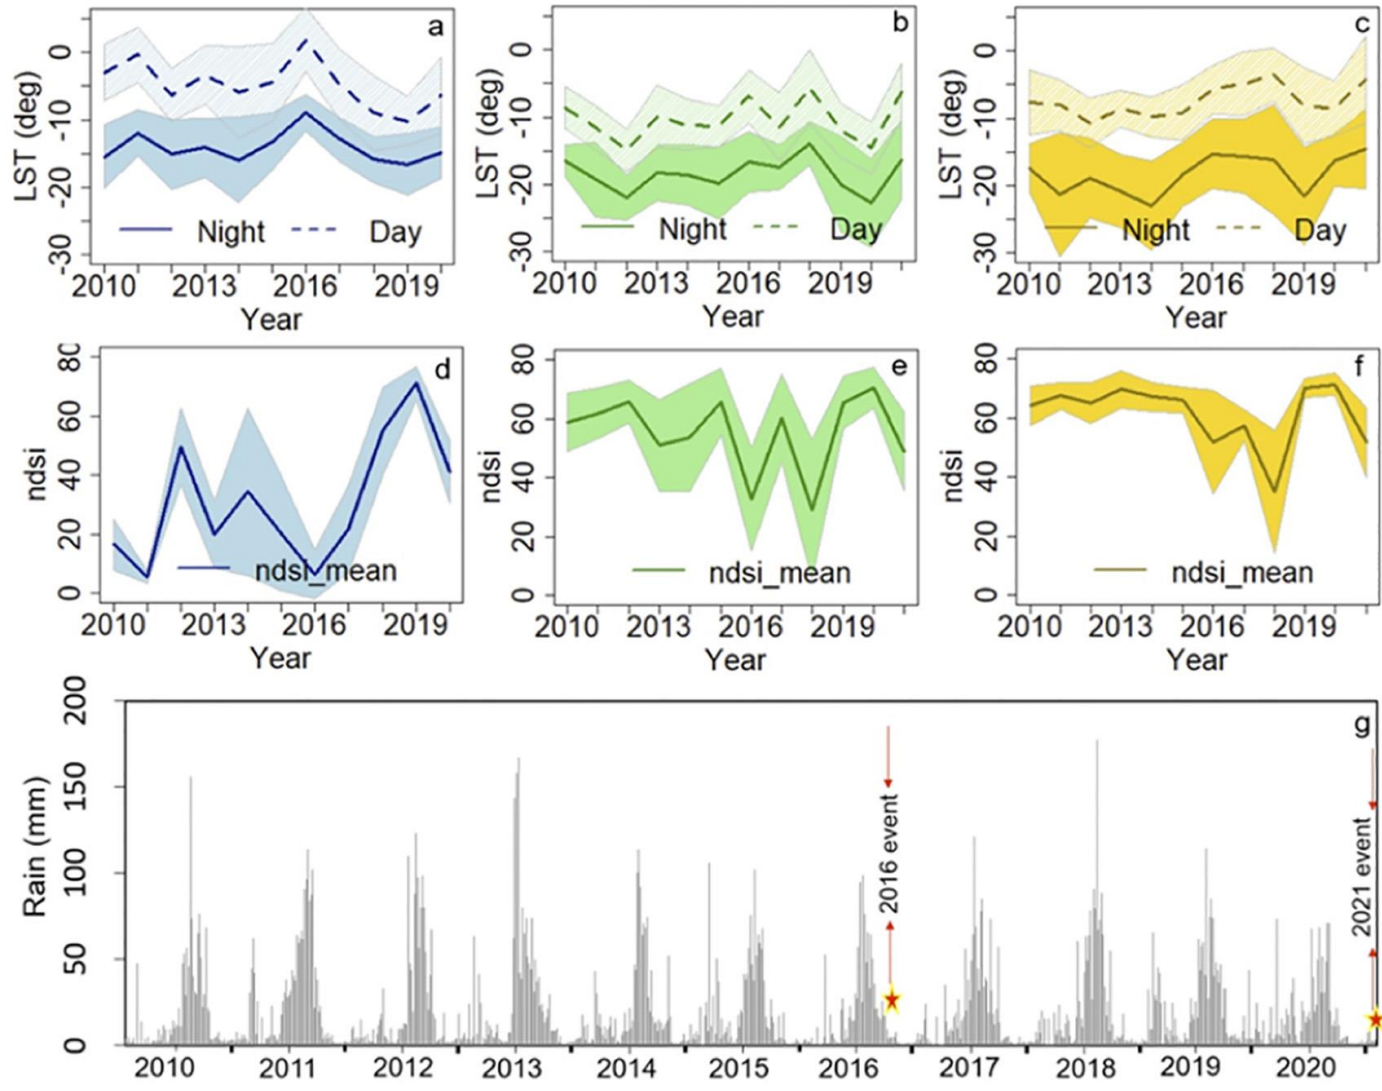 a
LST (deg)
0
-10
-20
-30
Night
Day
2010 2013 2016 2019
Year
b
LST (deg)
0
-10
-20
-30
Night
Day
2010 2013 2016 2019
Year
c
LST (deg)
0
-10
-20
-30
Night
Day
2010 2013 2016 2019
Year
d
ndsi
80
60
40
20
0
ndsi_mean
2010 2013 2016 2019
Year
e
ndsi
80
60
40
20
0
ndsi_mean
2010 2013 2016 2019
Year
f
ndsi
80
60
40
20
0
ndsi_mean
2010 2013 2016 2019
Year
g
Rain (mm)
200
150
100
50
0
2016 event
2021 event
2010 2011 2012 2013 2014 2015 2016 2017 2018 2019 2020